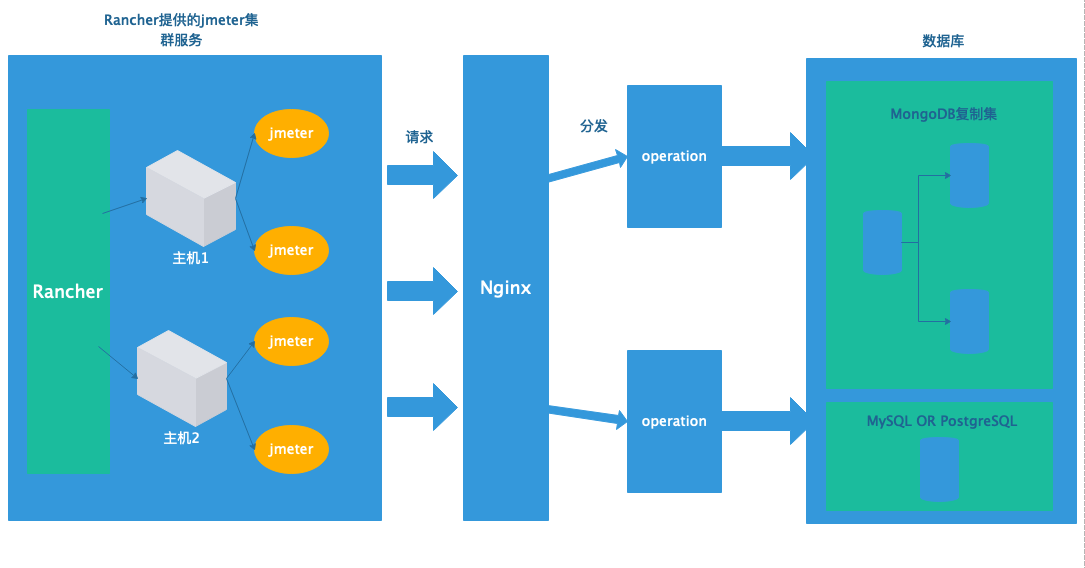 Rancher提供的jmeter集
群服务
Rancher
主机1
主机2
jmeter
jmeter
jmeter
jmeter
请求
Nginx
分发
operation
operation
数据库
MongoDB复制集
MySQL OR PostgreSQL